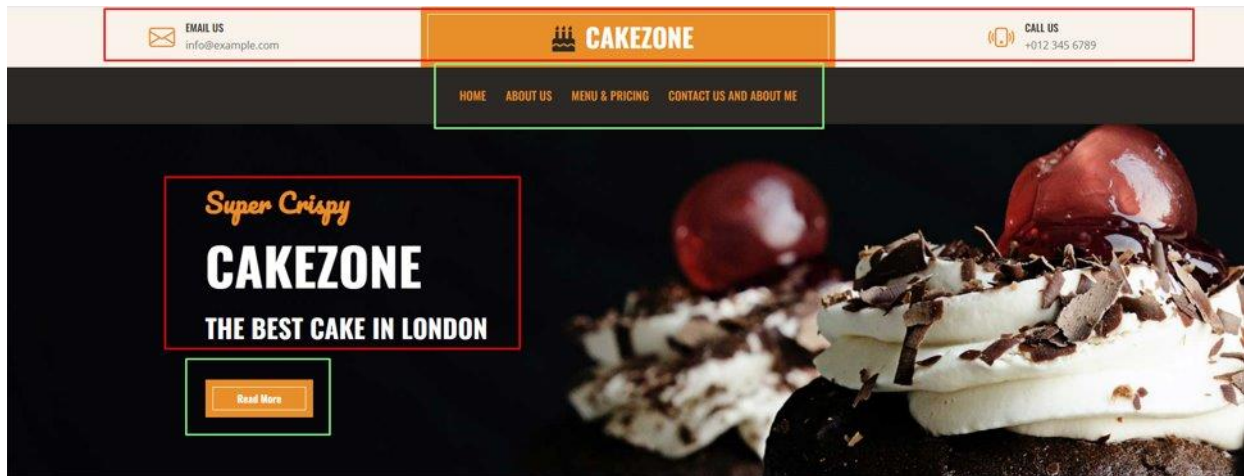 EMAIL US
info@example.com
CAKEZONE
CALL US
+012 345 6789
HOME ABOUT US MENU & PRICING CONTACT US AND ABOUT ME
Super Crispy
CAKEZONE
THE BEST CAKE IN LONDON
Read More